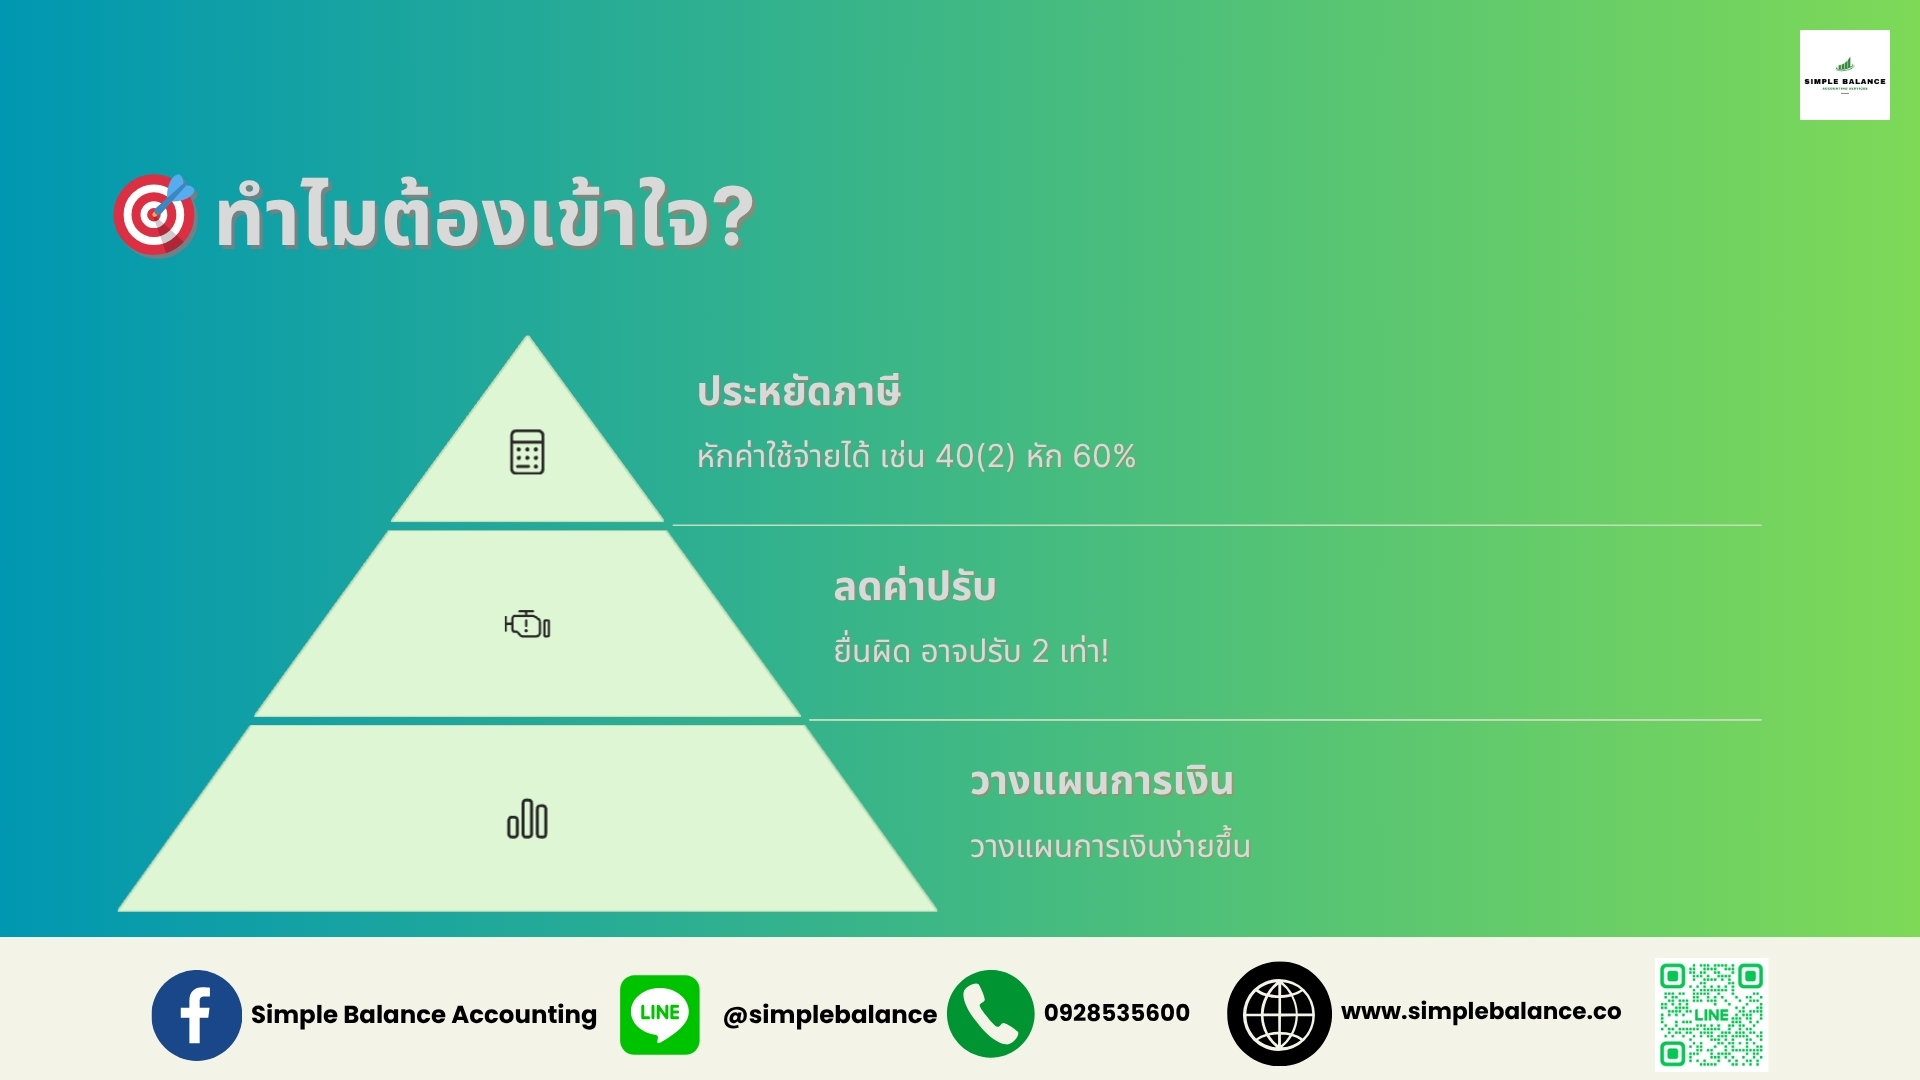 SIMPLE BALANCE
ACCOUNTING SERVICES
ทำไมต้องเข้าใจ?
ประหยัดภาษี
หักค่าใช้จ่ายได้ เช่น 40(2) หัก 60%
ลดค่าปรับ
ยื่นผิด อาจปรับ 2 เท่า!
วางแผนการเงิน
วางแผนการเงินง่ายขึ้น
Simple Balance Accounting
LINE
@simplebalance
0928535600
www.simplebalance.co
LINE